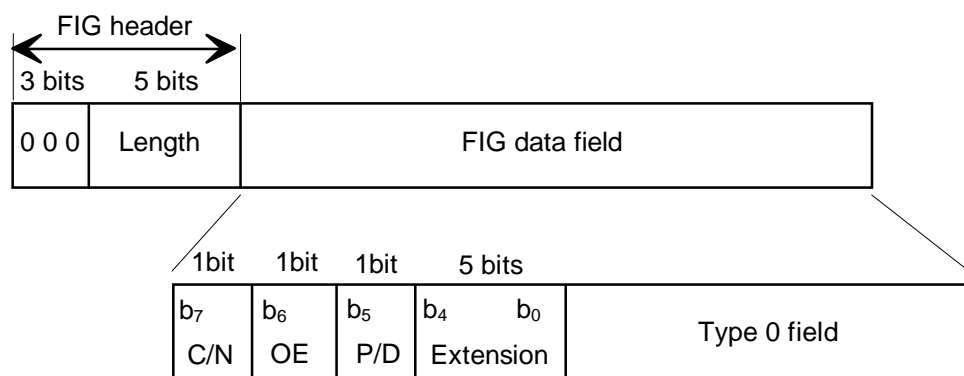 FIG header
3 bits 5 bits
0 0 0 Length FIG data field
1bit 1bit 1bit 5 bits
b7 b6 b5 b4 b0
C/N OE P/D Extension Type 0 field